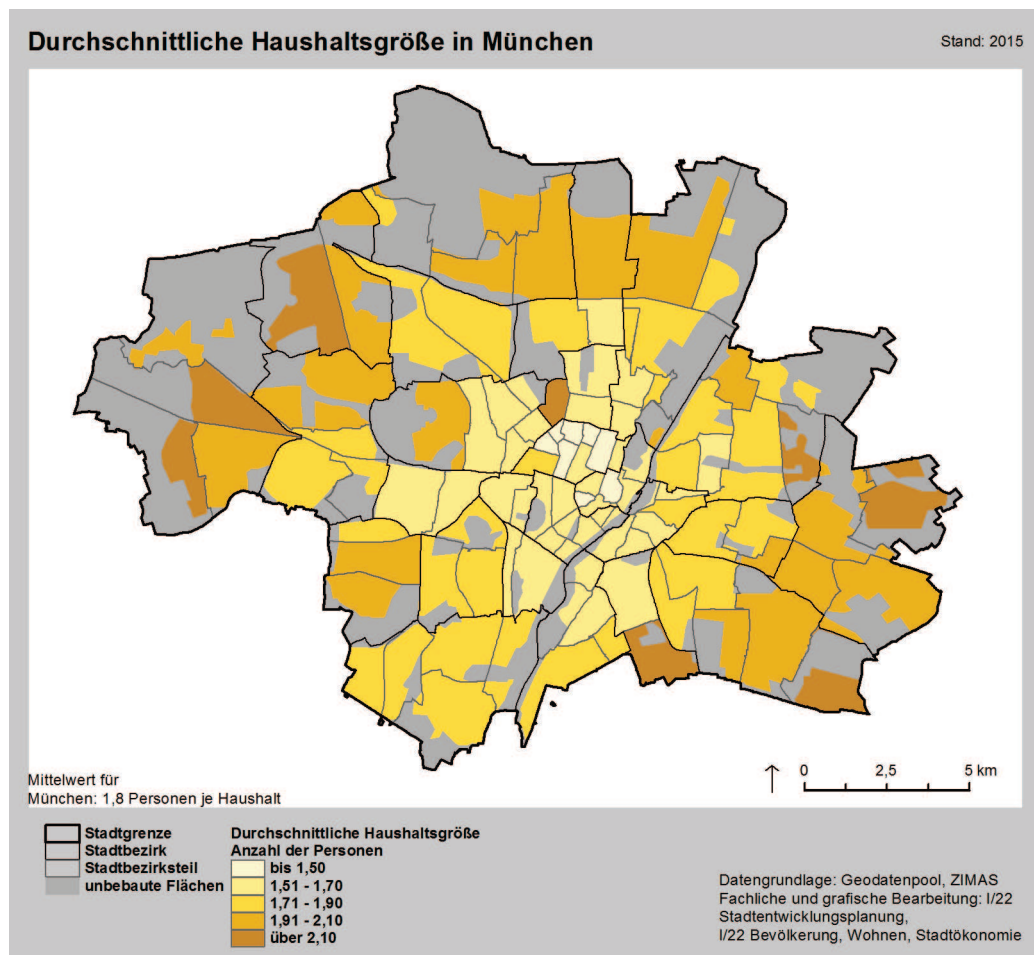 Durchschnittliche Haushaltsgröße in München
Stand: 2015
Mittelwert für
München: 1,8 Personen je Haushalt
0 2,5 5 km
Stadtgrenze
Stadtbezirk
Stadtbezirksteil
unbebaute Flächen
Durchschnittliche Haushaltsgröße
Anzahl der Personen
bis 1,50
1,51 - 1,70
1,71 - 1,90
1,91 - 2,10
über 2,10
Datengrundlage: Geodatenpool, ZIMAS
Fachliche und grafische Bearbeitung: I/22
Stadtentwicklungsplanung,
I/22 Bevölkerung, Wohnen, Stadtökonomie